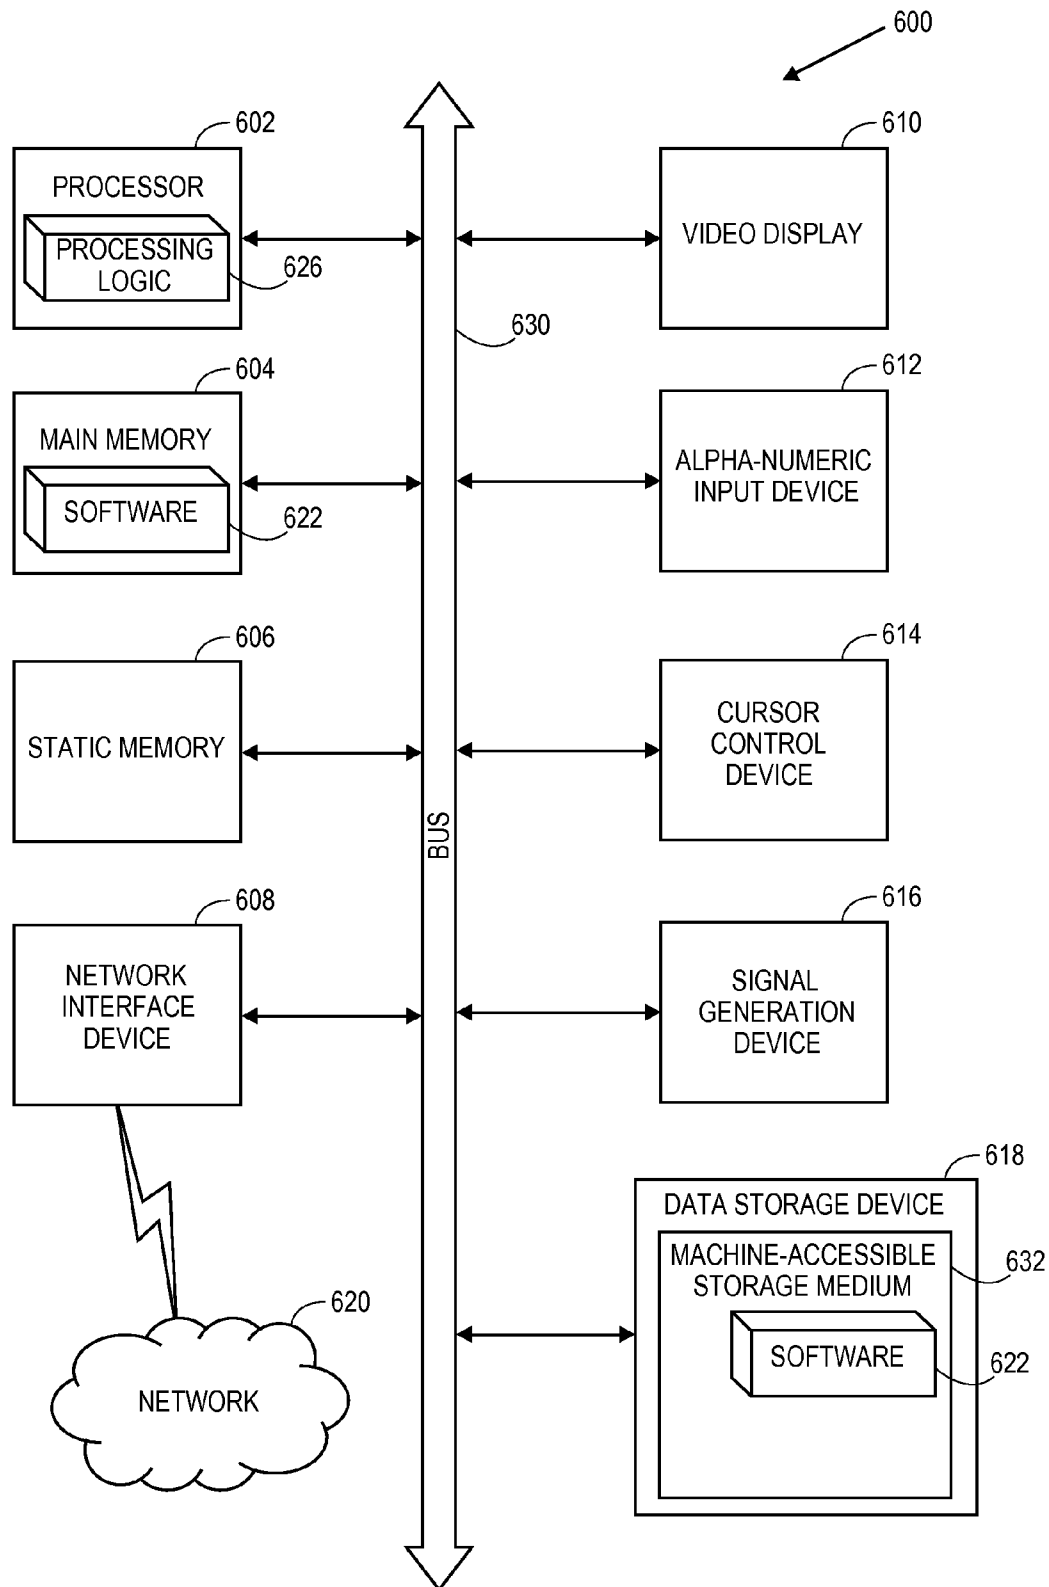 600
602
PROCESSOR
PROCESSING
LOGIC
626
610
VIDEO DISPLAY
630
604
MAIN MEMORY
SOFTWARE
622
612
ALPHA-NUMERIC
INPUT DEVICE
606
STATIC MEMORY
614
CURSOR
CONTROL
DEVICE
BUS
608
NETWORK
INTERFACE
DEVICE
616
SIGNAL
GENERATION
DEVICE
618
DATA STORAGE DEVICE
MACHINE-ACCESSIBLE
STORAGE MEDIUM
632
SOFTWARE
622
620
NETWORK